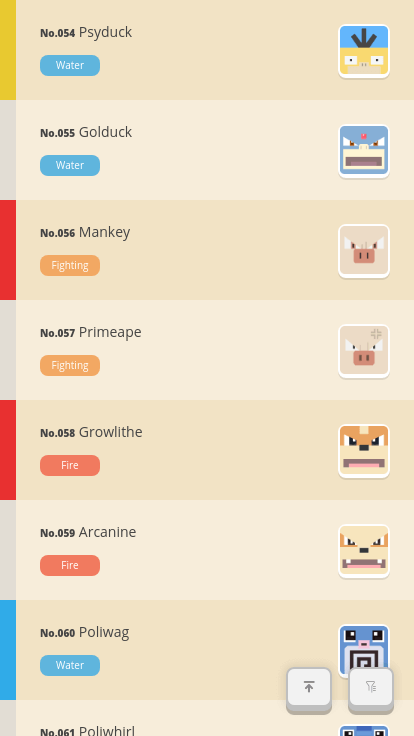 No.054 Psyduck
Water
No.055 Golduck
Water
No.056 Mankey
Fighting
No.057 Primeape
Fighting
No.058 Growlithe
Fire
No.059 Arcanine
Fire
No.060 Poliwag
Water
No.061 Poliwhirl